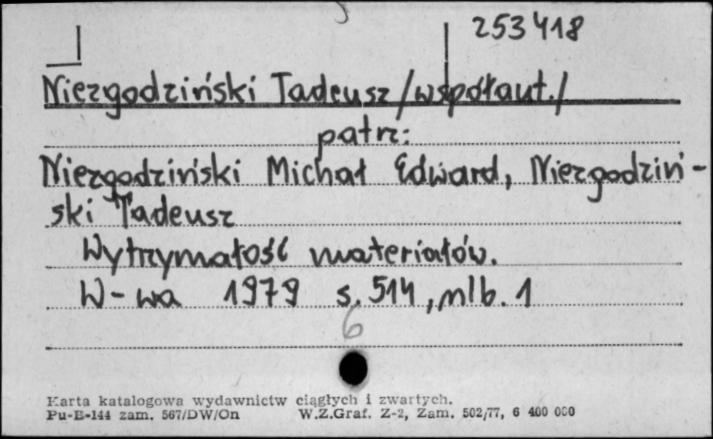 253418
Niezgodziński Tadeusz /współaut./
patrz:
Niezgodziński Michał Edward, Niezgodziń-
ski Tadeusz
Wytrzymałość materiałów.
W-wa 1979 s. 514, nlb. 1
6
Karta katalogowa wydawnictw ciągłych i zwartych.
Pu-B-144 zam. 567/DW/On W.Z.Graf. Z-2, Zam. 502/77, 6 400 000